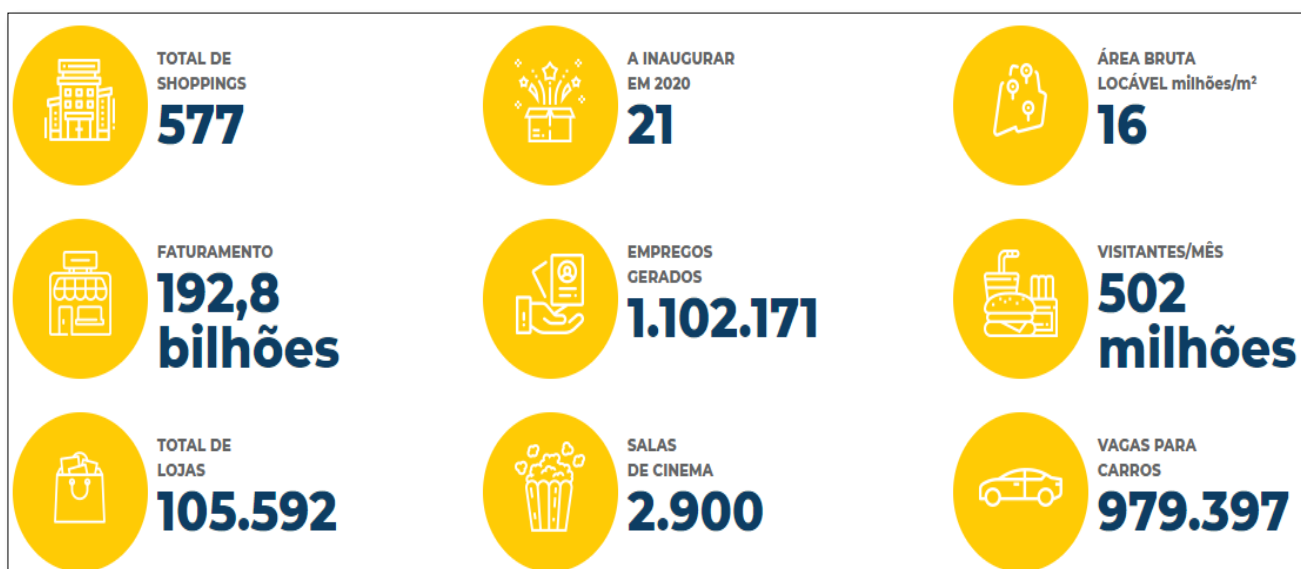 TOTAL DE
SHOPPINGS
577
A INAUGURAR
EM 2020
21
ÁREA BRUTA
LOCÁVEL milhões/m²
16
FATURAMENTO
192,8
bilhões
EMPREGOS
GERADOS
1.102.171
VISITANTES/MÊS
502
milhões
TOTAL DE
LOJAS
105.592
SALAS
DE CINEMA
2.900
VAGAS PARA
CARROS
979.397